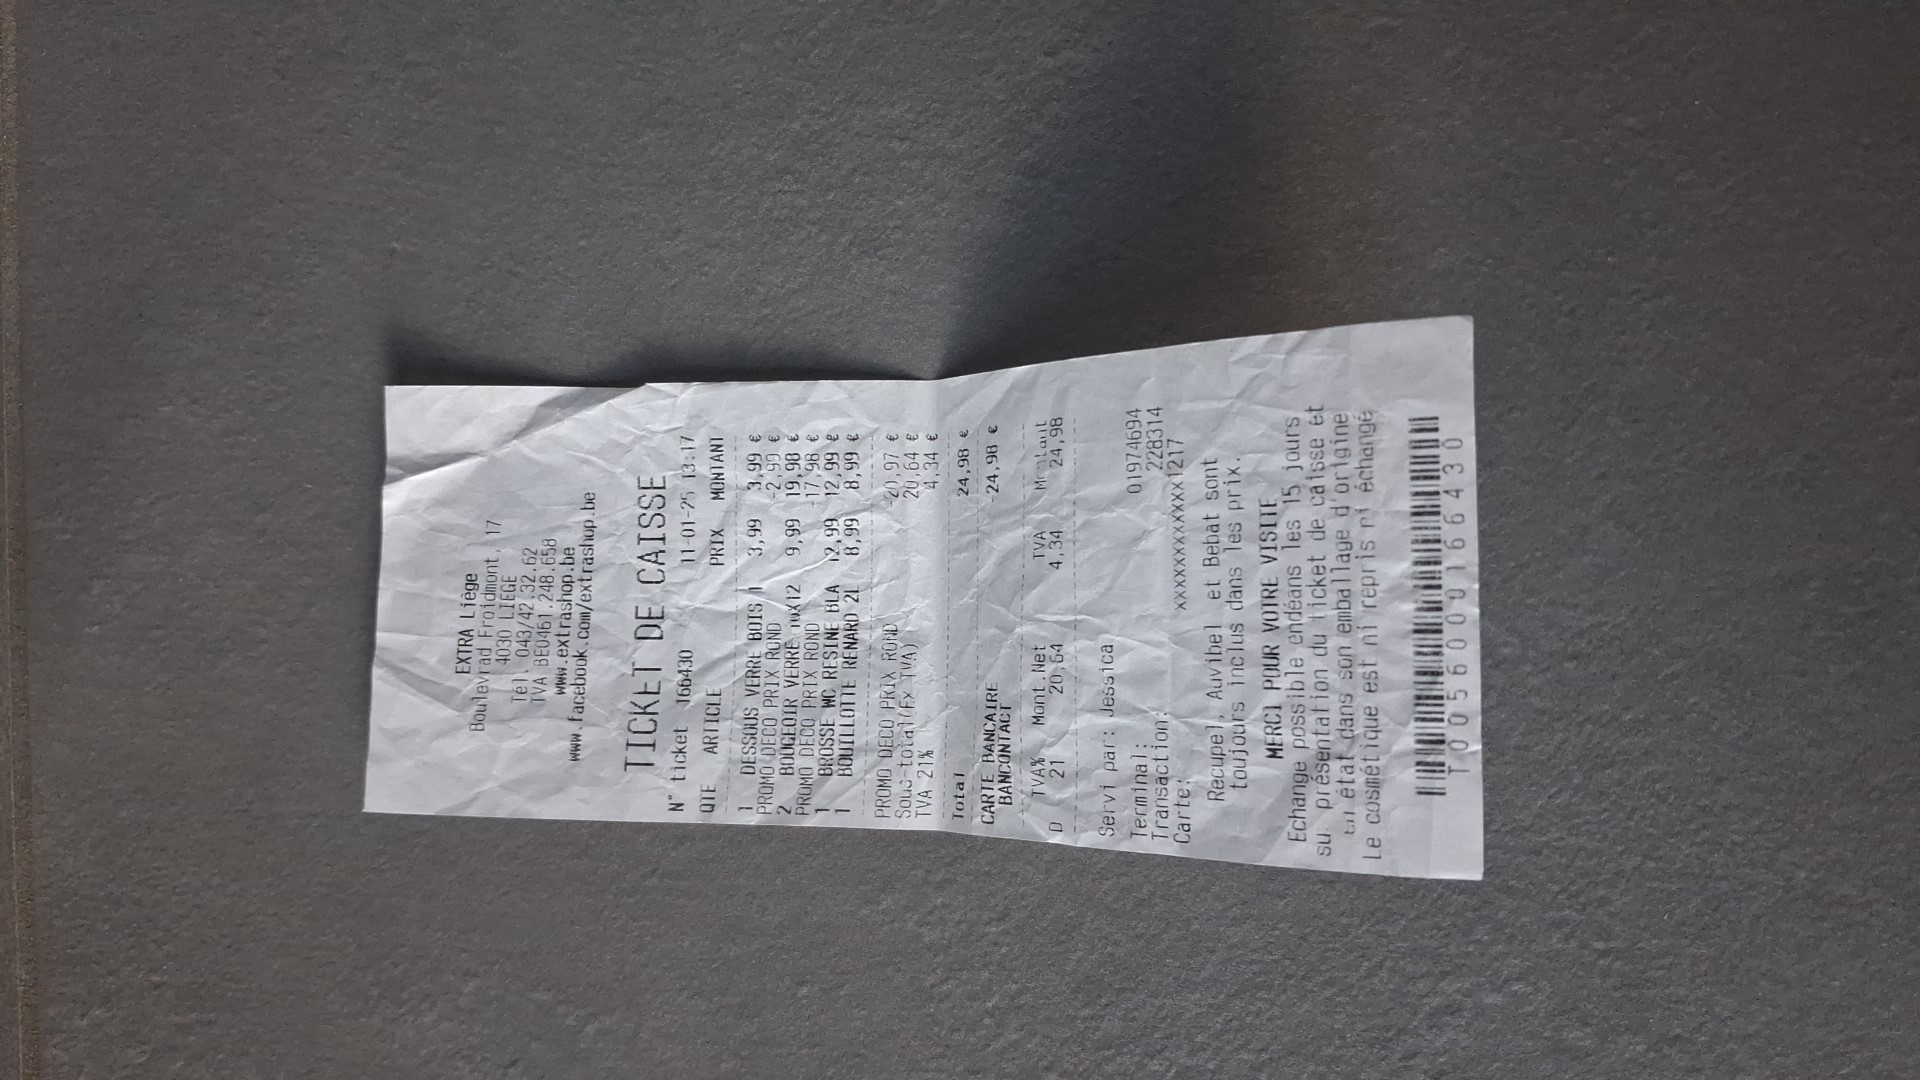 EXTRA Liège
Boulevrad Froidmont, 17
4030 LIEGE
Tél. 043/42.32.62
TVA BE0461.248.658
www.extrashop.be
www.facebook.com/extrashop.be
TICKET DE CAISSE
N° ticket 166430 11-01-25 13:17
QTE ARTICLE PRIX MONTANT
1 DESSOUS VERRE BOIS 1 3,99 3,99 €
PROMO DECO PRIX ROND -2,99 €
2 BOUGEOIR VERRE 9,99 19,98 €
PROMO DECO PRIX ROND -17,98 €
1 BROSSE WC RESINE BLA 12,99 12,99 €
1 BOUILLOTTE RENARD 2L 8,99 8,99 €
PROMO DECO PRIX ROND -20,97 €
Sous-total(Ex TVA) 20,64 €
TVA 21% 4,34 €
Total 24,98 €
CARTE BANCAIRE -24,98 €
BANCONTACT
TVA% Mont.Net TVA Montant
D 21 20,64 4,34 24,98
Servi par: Jessica
Terminal: 01974694
Transaction: 228314
Carte: xxxxxxxxxxxxx1217
Recupel, Auvibel et Bebat sont
toujours inclus dans les prix.
MERCI POUR VOTRE VISITE
Echange possible endéans les 15 jours
su présentation du ticket de caisse et
en état dans son emballage d'origine
Le cosmétique est ni repris ni échangé
T0056000166430